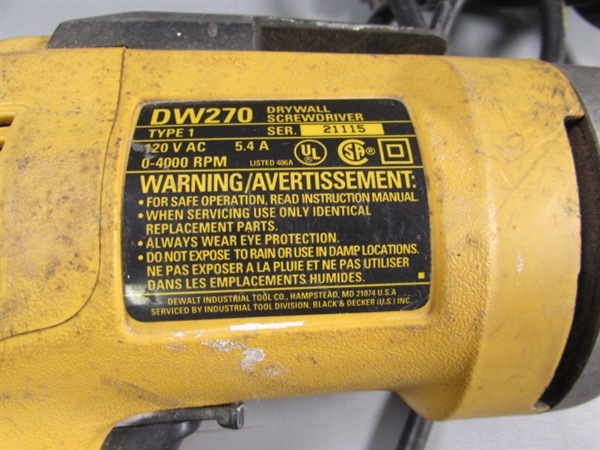 DW270 DRYWALL SCREWDRIVER
TYPE 1 SER. 21115
120 V AC 5.4 A
0-4000 RPM LISTED 406A UL SA
WARNING/AVERTISSEMENT:
• FOR SAFE OPERATION, READ INSTRUCTION MANUAL.
• WHEN SERVICING USE ONLY IDENTICAL
REPLACEMENT PARTS.
• ALWAYS WEAR EYE PROTECTION.
• DO NOT EXPOSE TO RAIN OR USE IN DAMP LOCATIONS.
NE PAS EXPOSER A LA PLUIE ET NE PAS UTILISER
DANS LES EMPLACEMENTS HUMIDES.
DEWALT INDUSTRIAL TOOL CO., HAMPSTEAD, MD 21074 U.S.A
SERVICED BY INDUSTRIAL TOOL DIVISION, BLACK & DECKER (U.S.) INC.